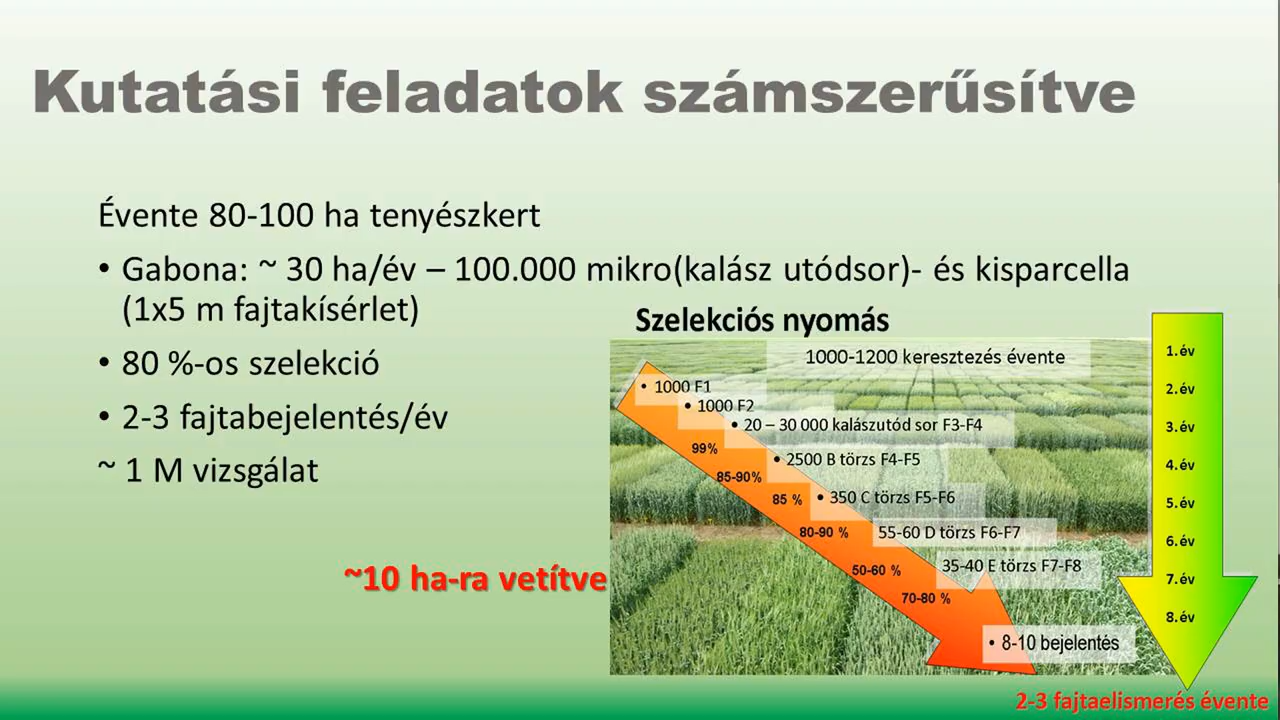 Kutatási feladatok számszerűsítve
Évente 80-100 ha tenyészkert
• Gabona: ~ 30 ha/év – 100.000 mikro(kalász utódsor)- és kisparcella
(1x5 m fajtakísérlet)
• 80 %-os szelekció
• 2-3 fajtabejelentés/év
~ 1 M vizsgálat
~10 ha-ra vetítve
Szelekciós nyomás
1000-1200 keresztezés évente
• 1000 F1
• 1000 F2
• 20 – 30 000 kalászutód sor F3-F4
99%
• 2500 B törzs F4-F5
85-90%
85 %
• 350 C törzs F5-F6
80-90 %
55-60 D törzs F6-F7
50-60 %
35-40 E törzs F7-F8
70-80 %
• 8-10 bejelentés
1.év
2.év
3.év
4.év
5.év
6.év
7.év
8.év
2-3 fajtaelismerés évente